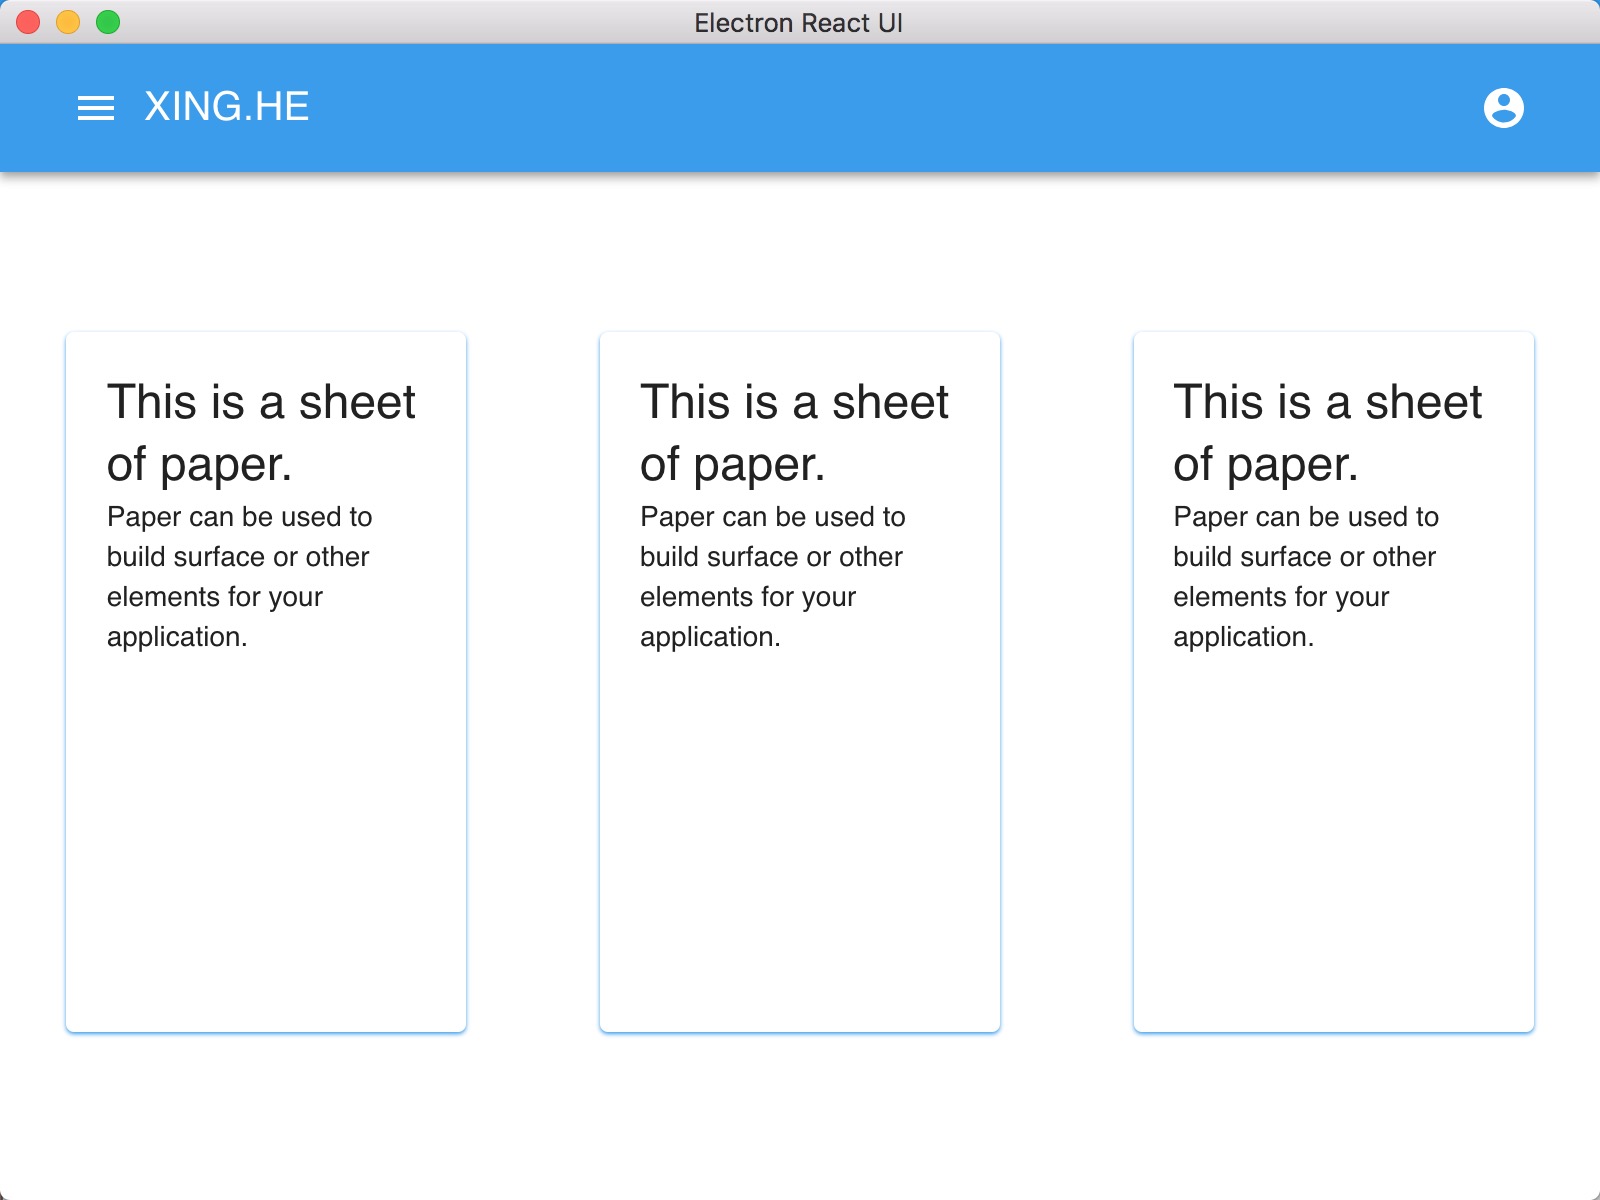 Electron React UI
XING.HE
This is a sheet
of paper.
Paper can be used to
build surface or other
elements for your
application.
This is a sheet
of paper.
Paper can be used to
build surface or other
elements for your
application.
This is a sheet
of paper.
Paper can be used to
build surface or other
elements for your
application.